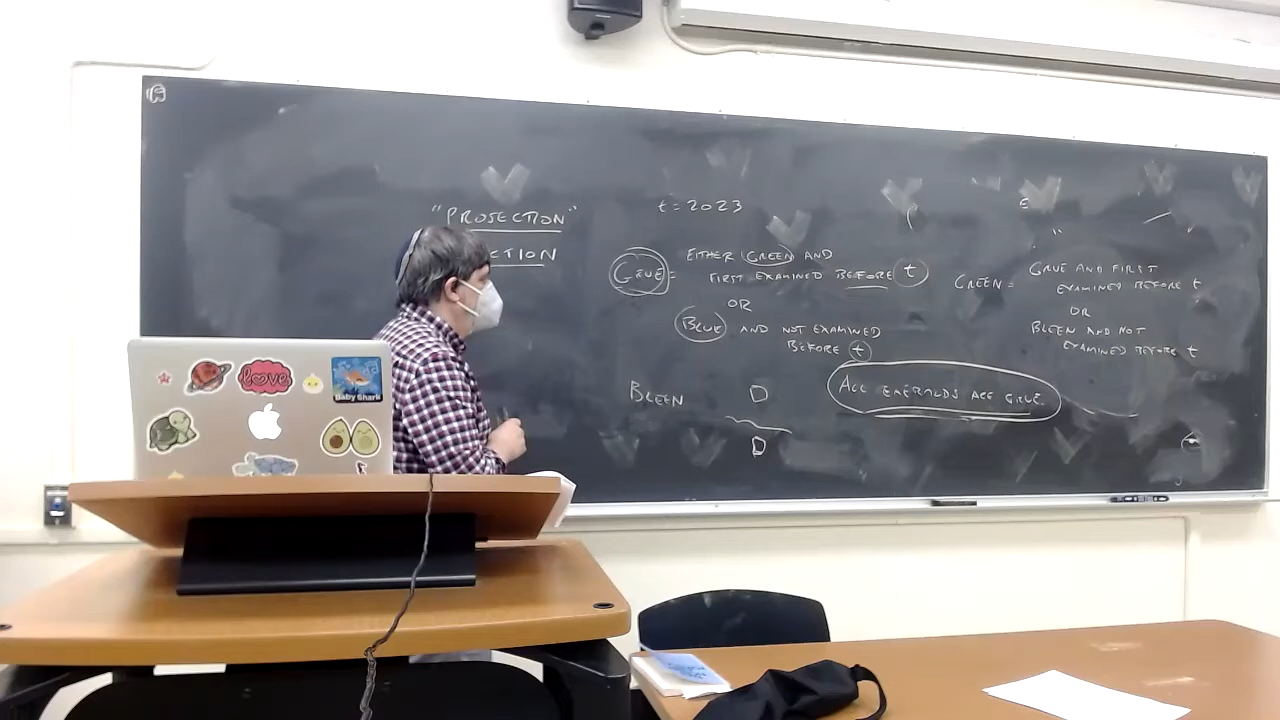 "PROJECTION"
CTION
t = 2023
GRUE = EITHER GREEN AND
FIRST EXAMINED BEFORE t
OR
BLUE AND NOT EXAMINED
BEFORE t
BLEEN
D
D
GREEN = GRUE AND FIRST
EXAMINED BEFORE t
OR
BLEEN AND NOT
EXAMINED BEFORE t
ALL EMERALDS ARE GRUE.
love
Baby Shark